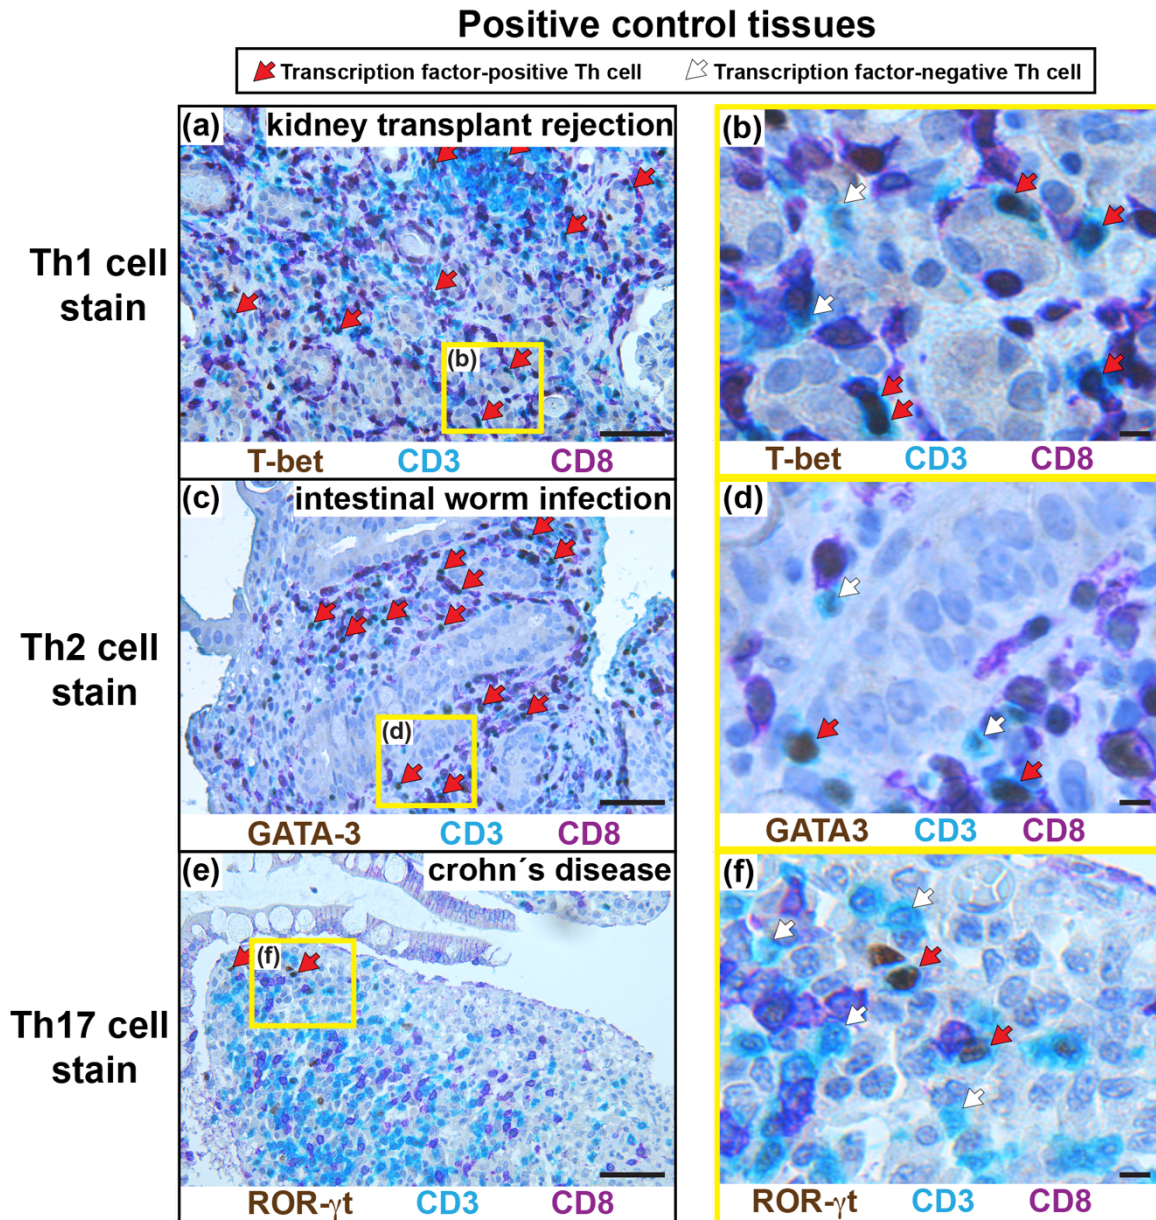 Positive control tissues
Transcription factor-positive Th cell Transcription factor-negative Th cell
(a) kidney transplant rejection (b)
Th1 cell
stain
(b)
T-bet CD3 CD8 T-bet CD3 CD8
(c) intestinal worm infection (d)
Th2 cell
stain
(d)
GATA-3 CD3 CD8 GATA3 CD3 CD8
(e) crohn´s disease (f)
(f)
Th17 cell
stain
ROR-γt CD3 CD8 ROR-γt CD3 CD8